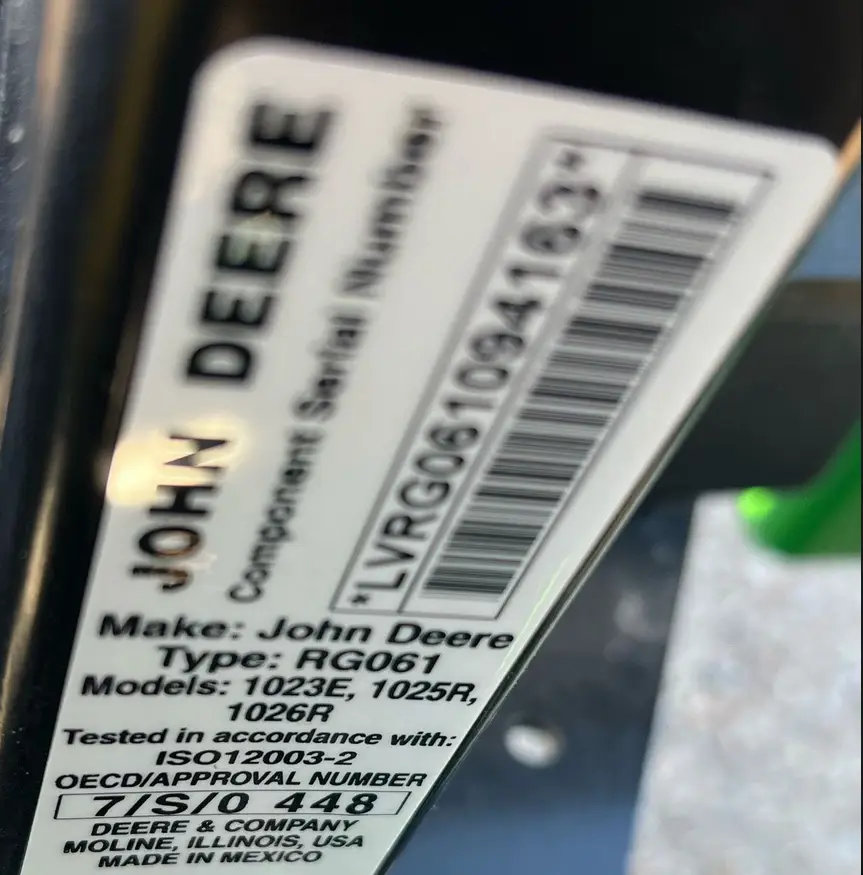 JOHN DEERE
Component Serial Number
*LVRG061094163*
Make: John Deere
Type: RG061
Models: 1023E, 1025R,
1026R
Tested in accordance with:
ISO12003-2
OECD/APPROVAL NUMBER
7/S/0 448
DEERE & COMPANY
MOLINE, ILLINOIS, USA
MADE IN MEXICO